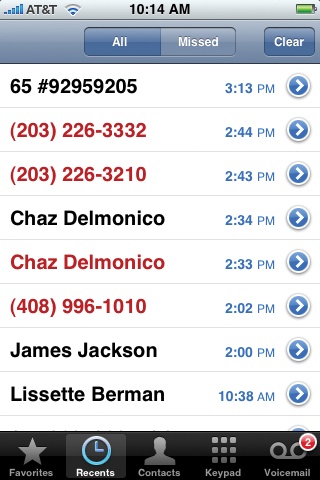 AT&T 10:14 AM
All Missed Clear
65 #92959205 3:13 PM
(203) 226-3332 2:44 PM
(203) 226-3210 2:43 PM
Chaz Delmonico 2:34 PM
Chaz Delmonico 2:33 PM
(408) 996-1010 2:02 PM
James Jackson 2:00 PM
Lissette Berman 10:38 AM
2
Favorites Recents Contacts Keypad Voicemail